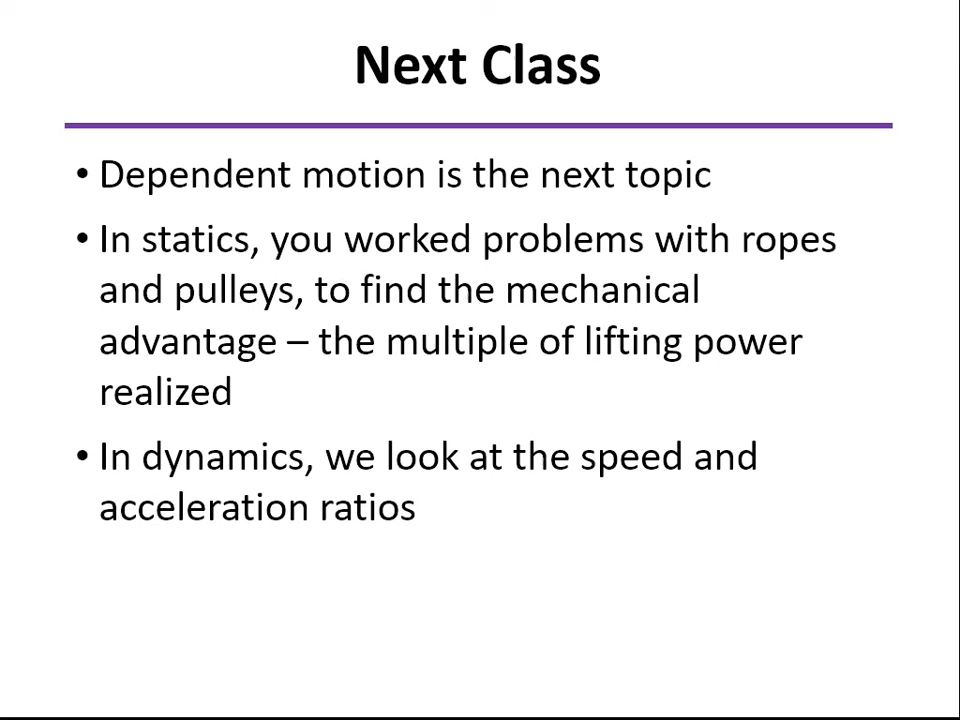 Next Class
• Dependent motion is the next topic
• In statics, you worked problems with ropes
and pulleys, to find the mechanical
advantage – the multiple of lifting power
realized
• In dynamics, we look at the speed and
acceleration ratios